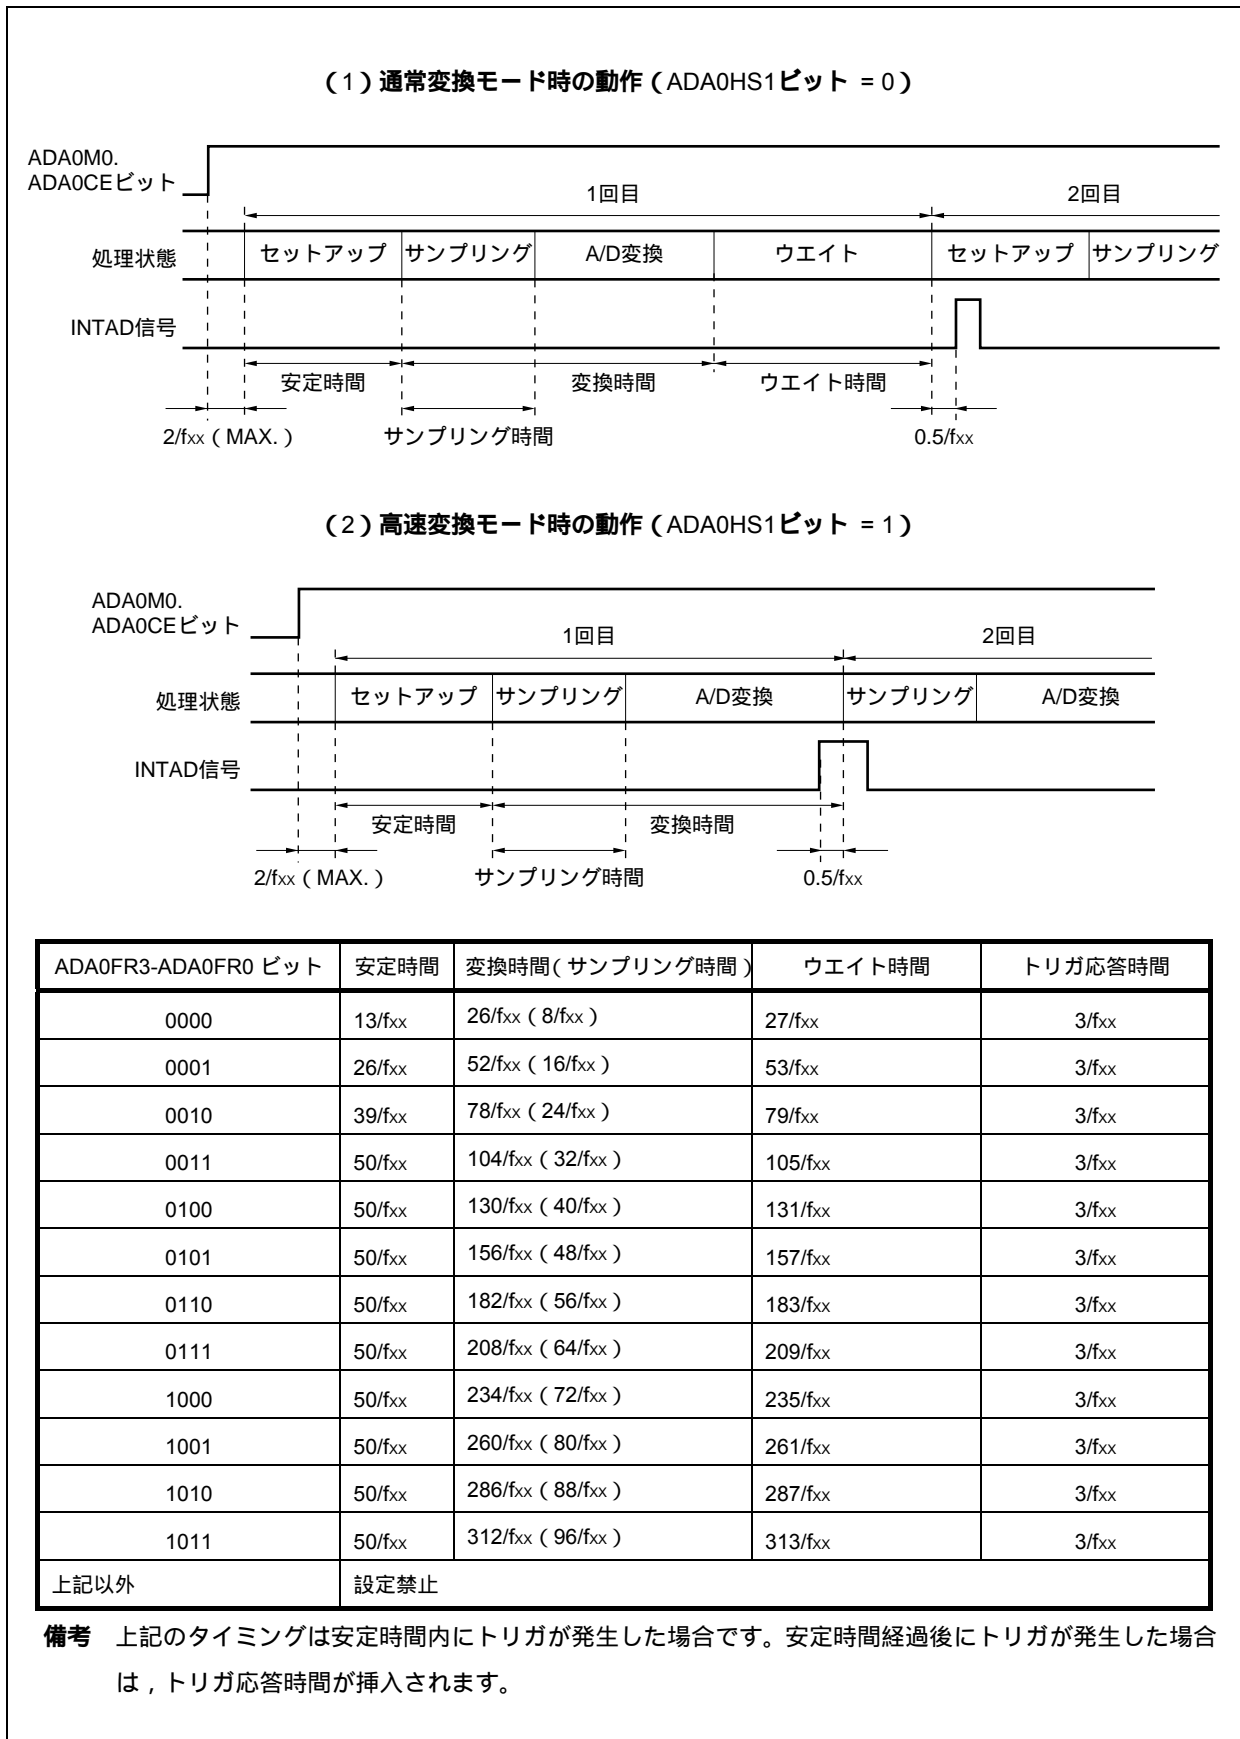 （1）通常変換モード時の動作（ADA0HS1ビット = 0）
ADA0M0.
ADA0CEビット
1回目 2回目
処理状態 セットアップ サンプリング A/D変換 ウエイト セットアップ サンプリング
INTAD信号
安定時間 変換時間 ウエイト時間
2/fxx（MAX.） サンプリング時間 0.5/fxx
（2）高速変換モード時の動作（ADA0HS1ビット = 1）
ADA0M0.
ADA0CEビット
1回目 2回目
処理状態 セットアップ サンプリング A/D変換 サンプリング A/D変換
INTAD信号
安定時間 変換時間
2/fxx（MAX.） サンプリング時間 0.5/fxx
ADA0FR3-ADA0FR0 ビット 安定時間 変換時間（サンプリング時間） ウエイト時間 トリガ応答時間
0000 13/fxx 26/fxx（8/fxx） 27/fxx 3/fxx
0001 26/fxx 52/fxx（16/fxx） 53/fxx 3/fxx
0010 39/fxx 78/fxx（24/fxx） 79/fxx 3/fxx
0011 50/fxx 104/fxx（32/fxx） 105/fxx 3/fxx
0100 50/fxx 130/fxx（40/fxx） 131/fxx 3/fxx
0101 50/fxx 156/fxx（48/fxx） 157/fxx 3/fxx
0110 50/fxx 182/fxx（56/fxx） 183/fxx 3/fxx
0111 50/fxx 208/fxx（64/fxx） 209/fxx 3/fxx
1000 50/fxx 234/fxx（72/fxx） 235/fxx 3/fxx
1001 50/fxx 260/fxx（80/fxx） 261/fxx 3/fxx
1010 50/fxx 286/fxx（88/fxx） 287/fxx 3/fxx
1011 50/fxx 312/fxx（96/fxx） 313/fxx 3/fxx
上記以外 設定禁止
備考 上記のタイミングは安定時間内にトリガが発生した場合です。安定時間経過後にトリガが発生した場合
は，トリガ応答時間が挿入されます。